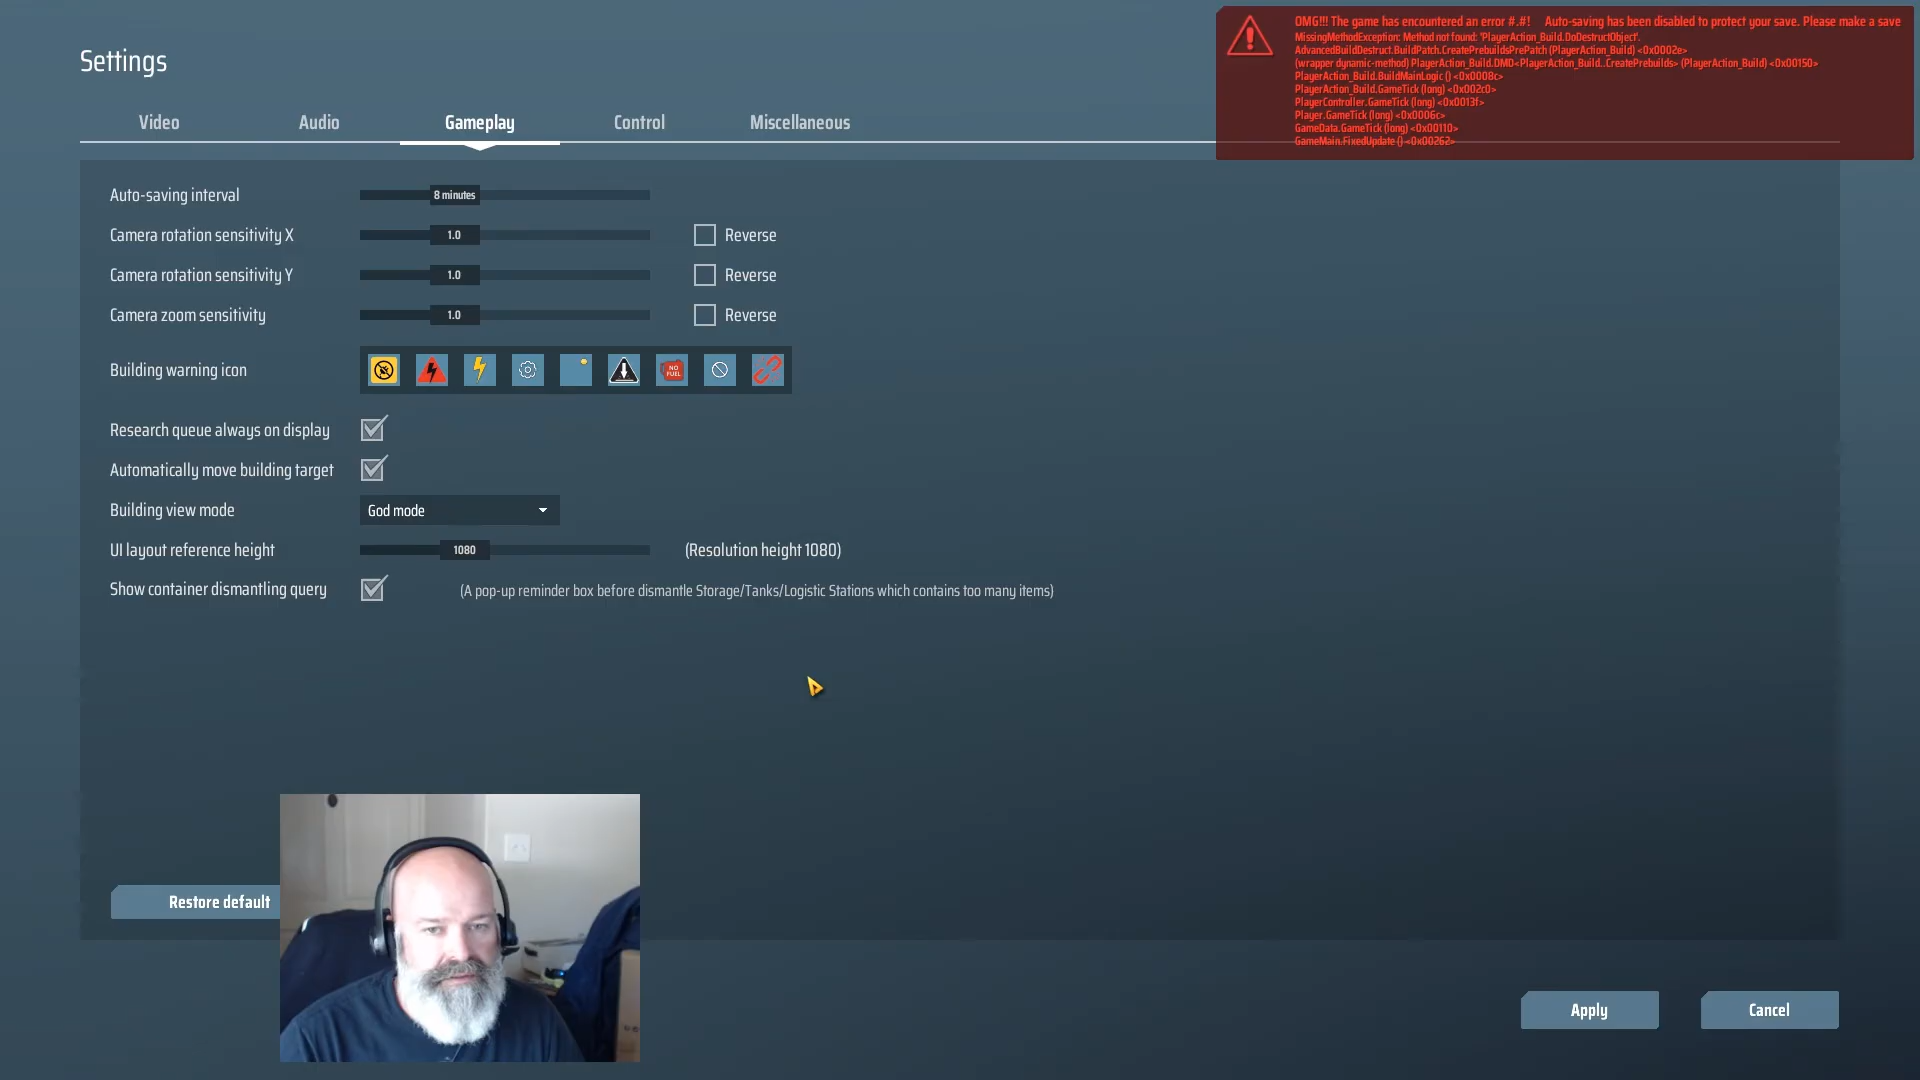 Settings
Video
Audio
Gameplay
Control
Miscellaneous
OMG!!! The game has encountered an error #.#! Auto-saving has been disabled to protect your save. Please make a save
MissingMethodException: Method not found: 'PlayerAction_Build.DoDestructObject'.
AdvancedBuildDestruct.BuildPatch.CreatePrebuildsPrePatch (PlayerAction_Build) <0x0002e>
(wrapper dynamic-method) PlayerAction_Build.DMD<PlayerAction_Build..CreatePrebuilds> (PlayerAction_Build) <0x00150>
PlayerAction_Build.BuildMainLogic () <0x0008c>
PlayerAction_Build.GameTick (long) <0x002c0>
PlayerController.GameTick (long) <0x0013f>
Player.GameTick (long) <0x0006c>
GameData.GameTick (long) <0x00110>
GameMain.FixedUpdate () <0x00262>
Auto-saving interval
8 minutes
Camera rotation sensitivity X
1.0
Reverse
Camera rotation sensitivity Y
1.0
Reverse
Camera zoom sensitivity
1.0
Reverse
Building warning icon
NO
FUEL
Research queue always on display
Automatically move building target
Building view mode
God mode
UI layout reference height
1080
(Resolution height 1080)
Show container dismantling query
(A pop-up reminder box before dismantle Storage/Tanks/Logistic Stations which contains too many items)
Restore default
Apply
Cancel